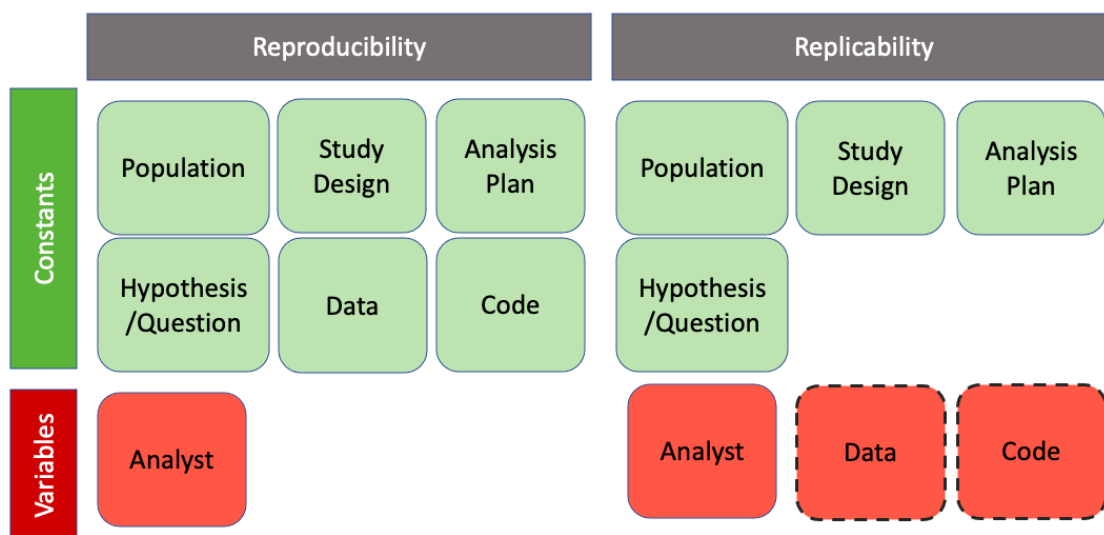 Reproducibility
Replicability
Constants
Population
Study
Design
Analysis
Plan
Hypothesis
/Question
Data
Code
Population
Study
Design
Analysis
Plan
Hypothesis
/Question
Variables
Analyst
Analyst
Data
Code